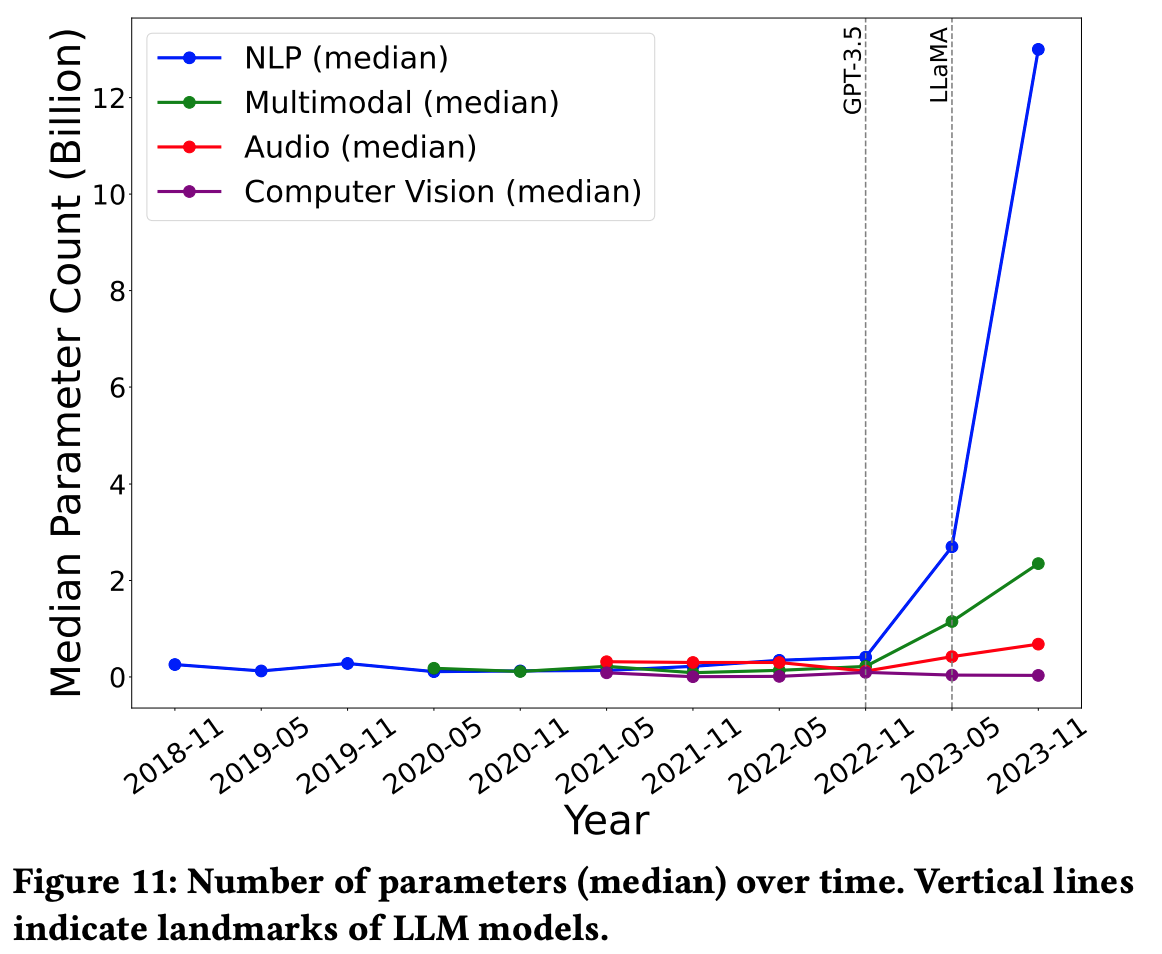 NLP (median)
Multimodal (median)
Audio (median)
Computer Vision (median)
GPT-3.5
LLaMA
Median Parameter Count (Billion)
12
10
8
6
4
2
0
2018-11
2019-05
2019-11
2020-05
2020-11
2021-05
2021-11
2022-05
2022-11
2023-05
2023-11
Year
Figure 11: Number of parameters (median) over time. Vertical lines
indicate landmarks of LLM models.